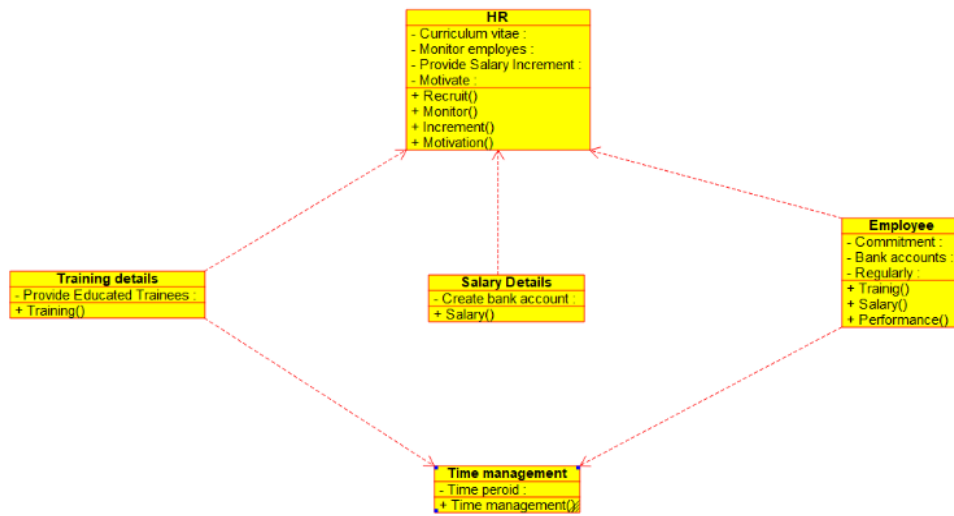 HR
- Curriculum vitae :
- Monitor employes :
- Provide Salary Increment :
- Motivate :
+ Recruit()
+ Monitor()
+ Increment()
+ Motivation()
Training details
- Provide Educated Trainees :
+ Training()
Salary Details
- Create bank account :
+ Salary()
Employee
- Commitment :
- Bank accounts :
- Regularly :
+ Trainig()
+ Salary()
+ Performance()
Time management
- Time peroid :
+ Time management()